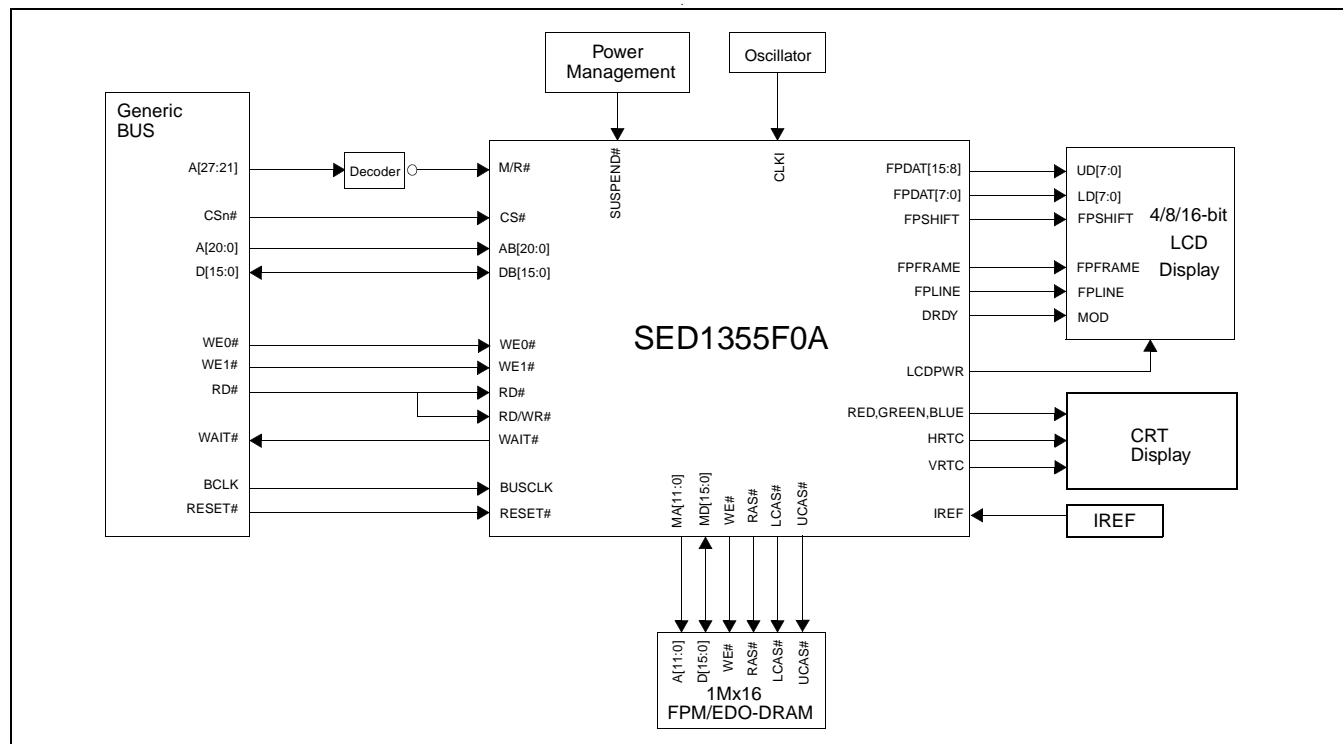 Power
Management
Oscillator
Generic
BUS
A[27:21]
Decoder
M/R#
SUSPEND#
CLKI
FPDAT[15:8]
UD[7:0]
FPDAT[7:0]
LD[7:0]
CSn#
CS#
FPSHIFT
FPSHIFT
4/8/16-bit
LCD
Display
A[20:0]
AB[20:0]
D[15:0]
DB[15:0]
FPFRAME
FPFRAME
FPLINE
FPLINE
DRDY
MOD
SED1355F0A
WE0#
WE0#
WE1#
WE1#
RD#
RD#
RD/WR#
LCDPWR
WAIT#
WAIT#
RED,GREEN,BLUE
HRTC
VRTC
CRT
Display
BCLK
BUSCLK
RESET#
RESET#
MA[11:0]
MD[15:0]
WE#
RAS#
LCAS#
UCAS#
IREF
IREF
A[11:0]
D[15:0]
WE#
RAS#
LCAS#
UCAS#
1Mx16
FPM/EDO-DRAM